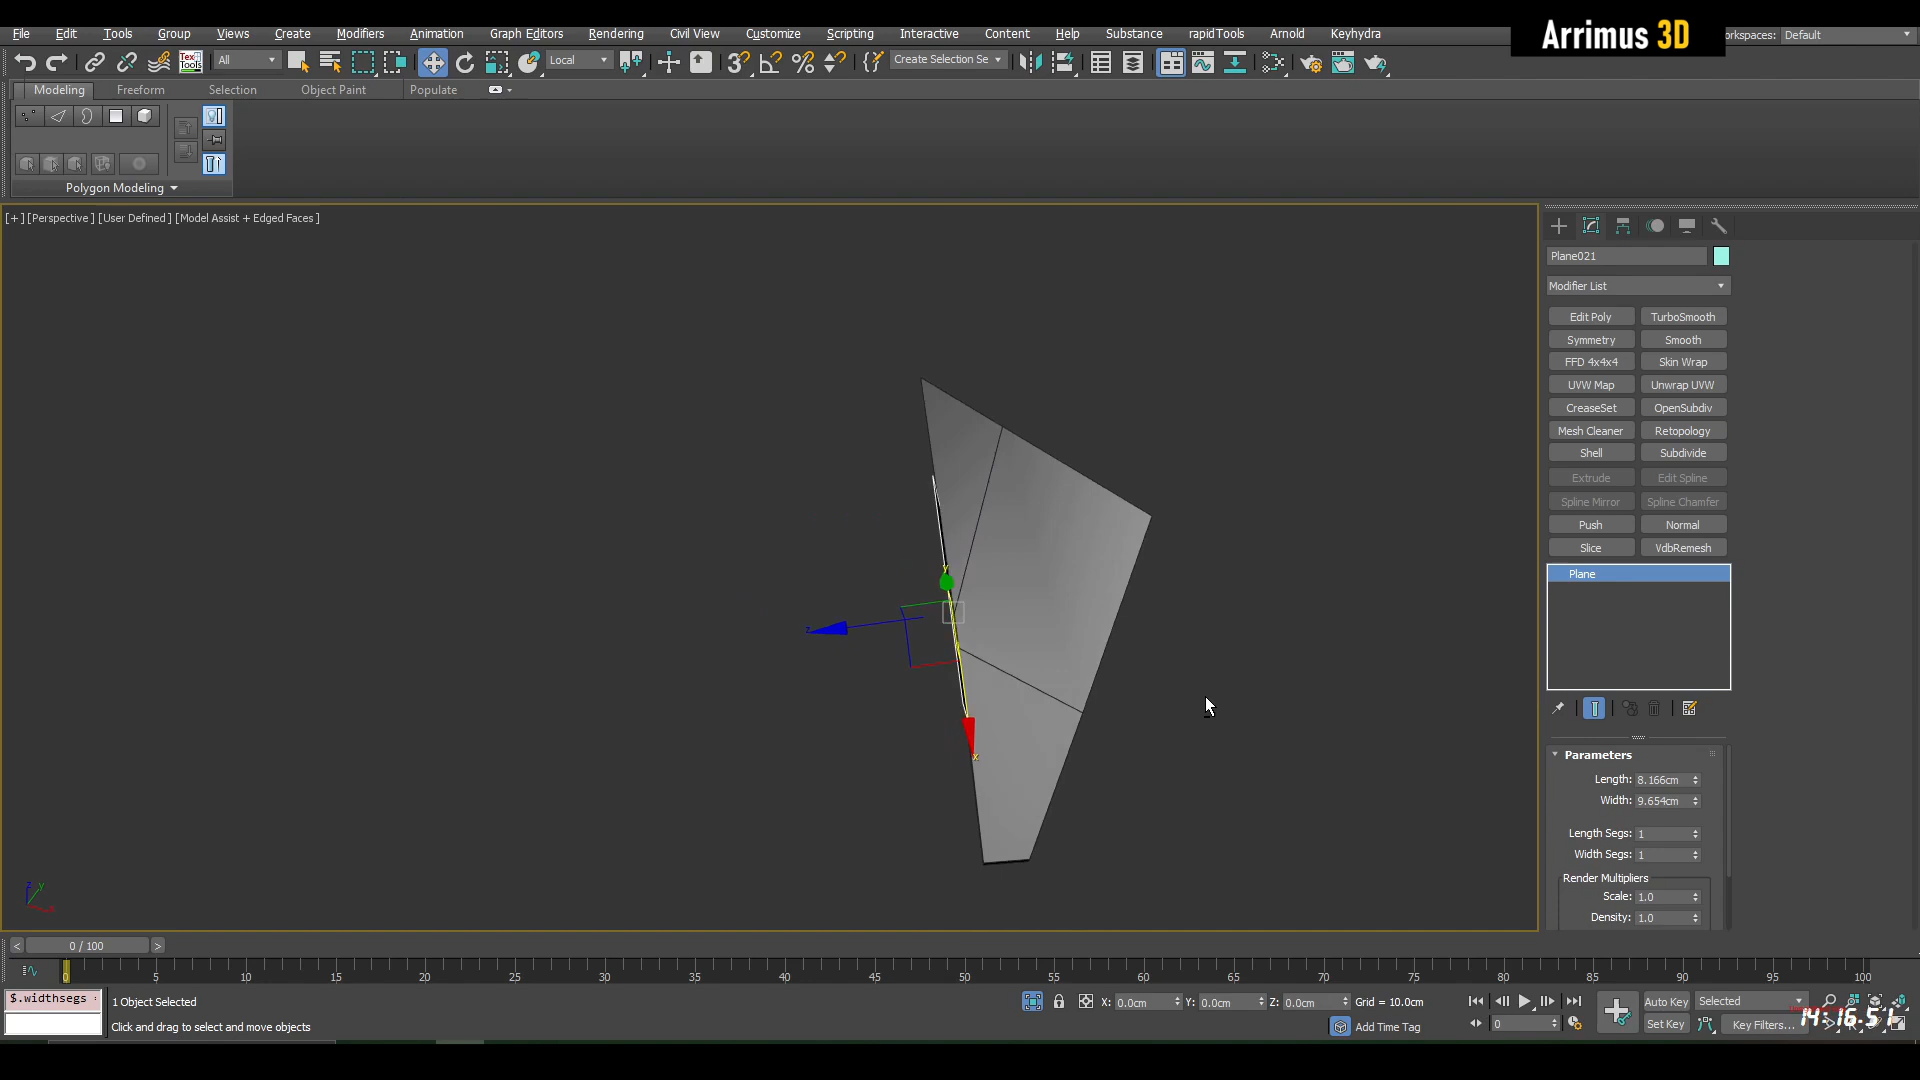 File Edit Tools Group Views Create Modifiers Animation Graph Editors Rendering Civil View Customize Scripting Interactive Content Help Substance rapidTools Arnold Keyhydra
Arrimus 3D
orkspaces: Default
All
Local
Create Selection Se
Modeling Freeform Selection Object Paint Populate
Polygon Modeling
[+] [Perspective] [User Defined] [Model Assist + Edged Faces]
Plane021
Modifier List
Edit Poly TurboSmooth
Symmetry Smooth
FFD 4x4x4 Skin Wrap
UVW Map Unwrap UVW
CreaseSet OpenSubdiv
Mesh Cleaner Retopology
Shell Subdivide
Extrude Edit Spline
Spline Mirror Spline Chamfer
Push Normal
Slice VdbRemesh
Plane
y
z
x
Parameters
Length: 8.166cm
Width: 9.654cm
Length Segs: 1
Width Segs: 1
Render Multipliers
Scale: 1.0
Density: 1.0
z y x
< 0 / 100 >
0 5 10 15 20 25 30 35 40 45 50 55 60 65 70 75 80 85 90 95 100
$.widthsegs
1 Object Selected
X: 0.0cm Y: 0.0cm Z: 0.0cm Grid = 10.0cm
Auto Key Selected
Click and drag to select and move objects
Add Time Tag
0
Set Key Key Filters...
14:16.51